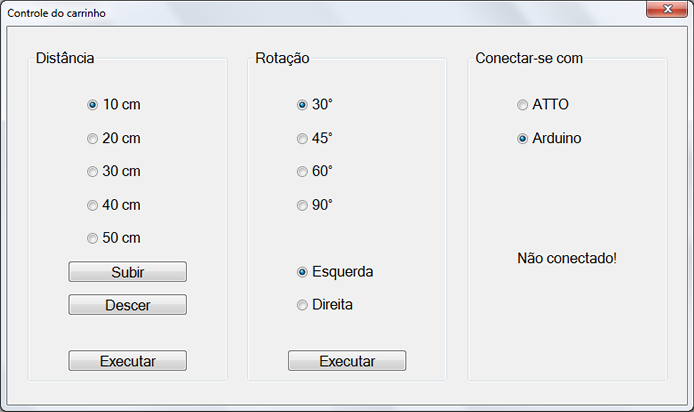 Controle do carrinho
Distância
10 cm
20 cm
30 cm
40 cm
50 cm
Subir
Descer
Executar
Rotação
30°
45°
60°
90°
Esquerda
Direita
Executar
Conectar-se com
ATTO
Arduino
Não conectado!